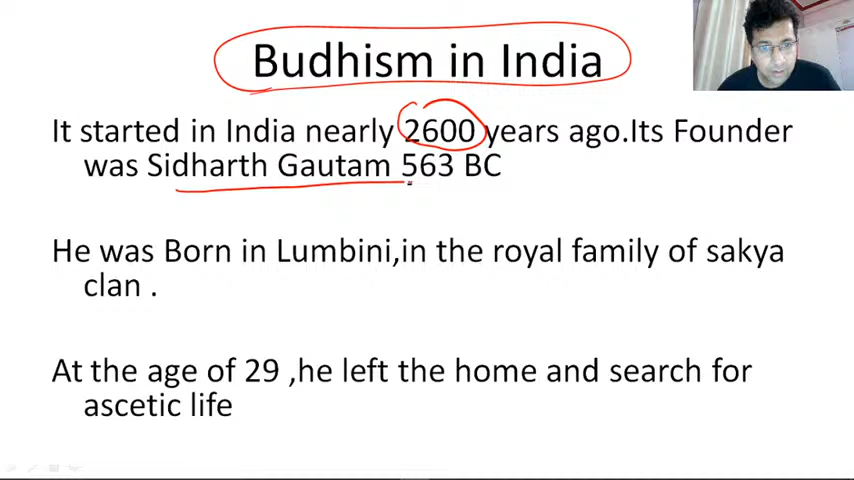 Budhism in India
It started in India nearly 2600 years ago.Its Founder
was Sidharth Gautam 563 BC
He was Born in Lumbini,in the royal family of sakya
clan .
At the age of 29 ,he left the home and search for
ascetic life